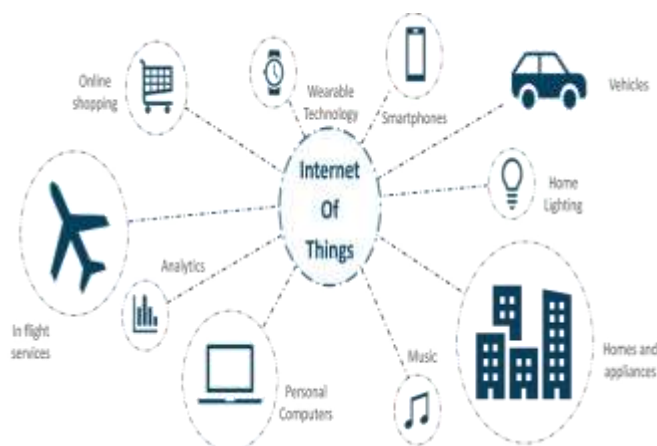 Online
shopping
Wearable
Technology
Smartphones
Vehicles
Internet
Of
Things
Home
Lighting
Analytics
In flight
services
Personal
Computers
Music
Homes and
appliances